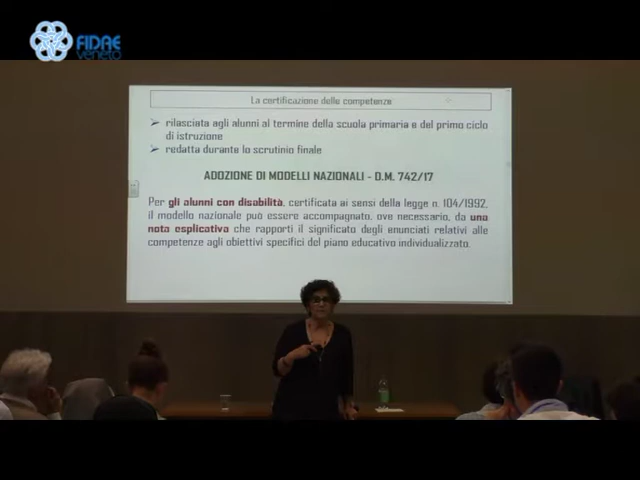 FIDAE
veneto
La certificazione delle competenze
➢ rilasciata agli alunni al termine della scuola primaria e del primo ciclo
di istruzione
➢ redatta durante lo scrutinio finale
ADOZIONE DI MODELLI NAZIONALI - D.M. 742/17
Per gli alunni con disabilità, certificata ai sensi della legge n. 104/1992,
il modello nazionale può essere accompagnato, ove necessario, da una
nota esplicativa che rapporti il significato degli enunciati relativi alle
competenze agli obiettivi specifici del piano educativo individualizzato.